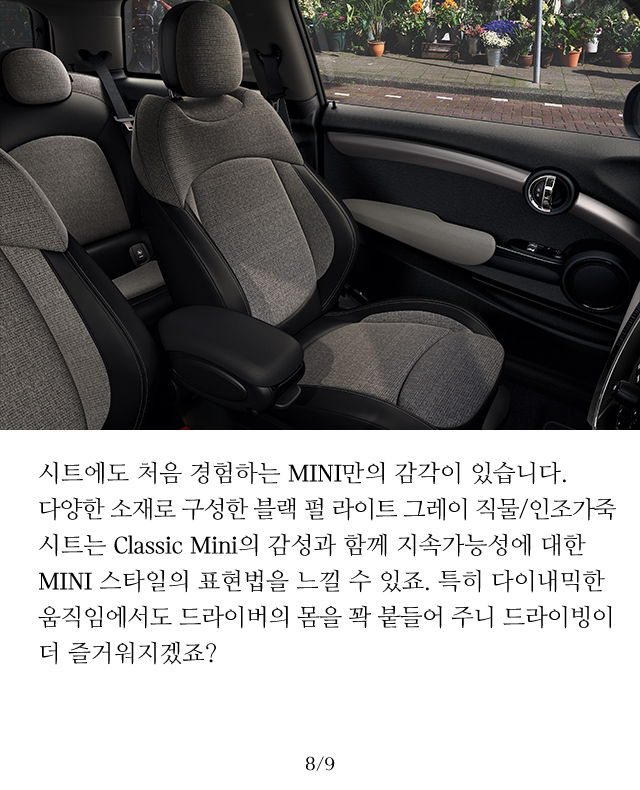 시트에도 처음 경험하는 MINI만의 감각이 있습니다.
다양한 소재로 구성한 블랙 펄 라이트 그레이 직물/인조가죽
시트는 Classic Mini의 감성과 함께 지속가능성에 대한
MINI 스타일의 표현법을 느낄 수 있죠. 특히 다이내믹한
움직임에서도 드라이버의 몸을 꽉 붙들어 주니 드라이빙이
더 즐거워지겠죠?
8/9